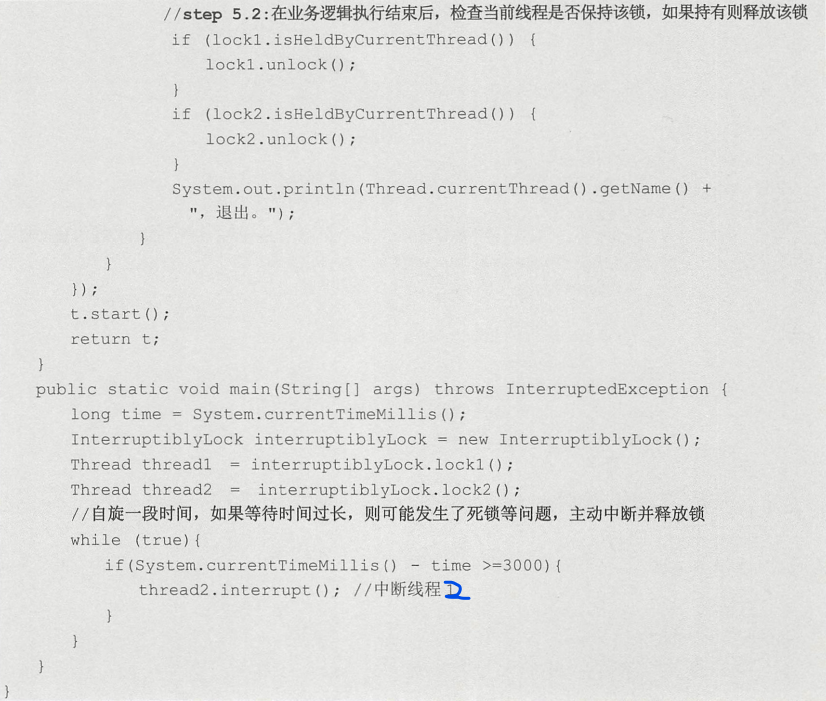 //step 5.2:在业务逻辑执行结束后，检查当前线程是否保持该锁，如果持有则释放该锁
if (lock1.isHeldByCurrentThread()) {
lock1.unlock();
}
if (lock2.isHeldByCurrentThread()) {
lock2.unlock();
}
System.out.println(Thread.currentThread().getName() +
"，退出。");
}
}
});
t.start();
return t;
}
public static void main(String[] args) throws InterruptedException {
long time = System.currentTimeMillis();
InterruptiblyLock interruptiblyLock = new InterruptiblyLock();
Thread thread1 = interruptiblyLock.lock1();
Thread thread2 = interruptiblyLock.lock2();
//自旋一段时间，如果等待时间过长，则可能发生了死锁等问题，主动中断并释放锁
while (true){
if(System.currentTimeMillis() - time >=3000){
thread2.interrupt(); //中断线程 2
}
}
}
}